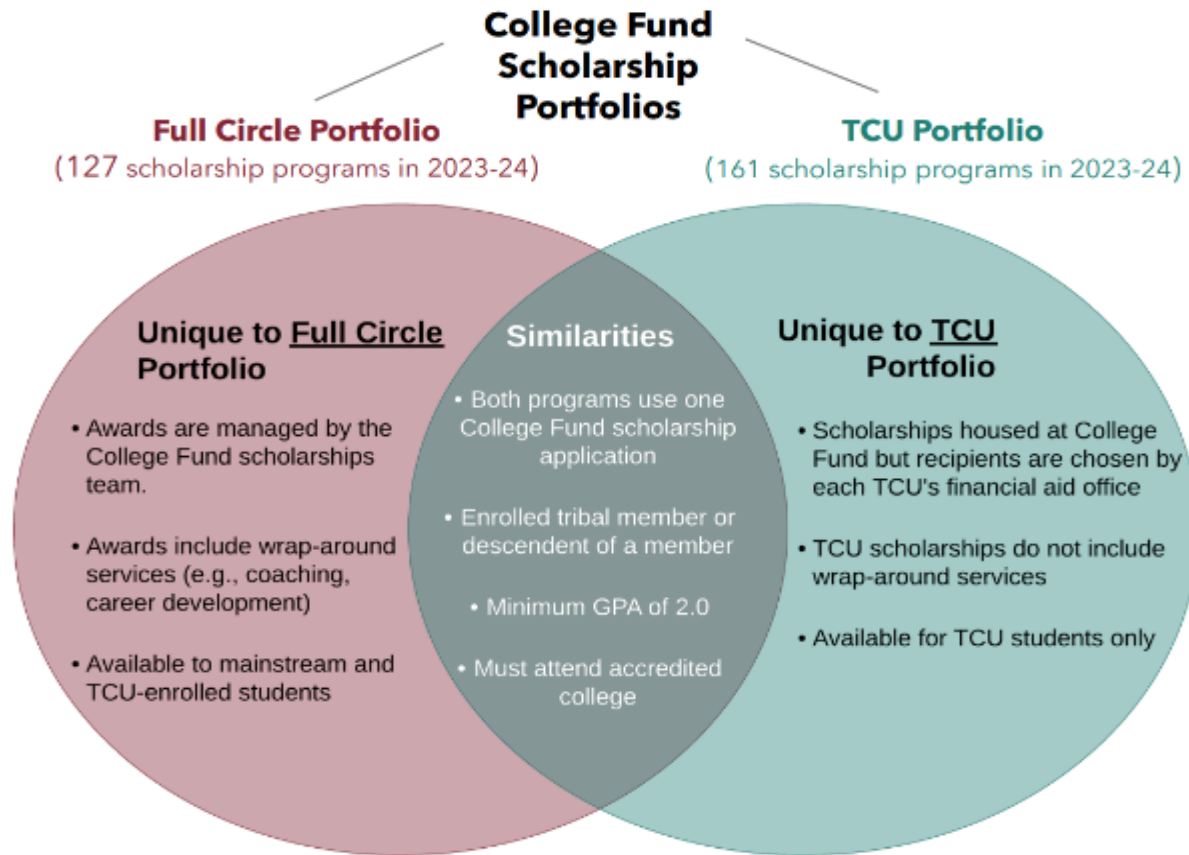 College Fund
Scholarship
Portfolios
Full Circle Portfolio
(127 scholarship programs in 2023-24)
TCU Portfolio
(161 scholarship programs in 2023-24)
Unique to Full Circle
Portfolio
• Awards are managed by the
College Fund scholarships
team.
• Awards include wrap-around
services (e.g., coaching,
career development)
• Available to mainstream and
TCU-enrolled students
Similarities
• Both programs use one
College Fund scholarship
application
• Enrolled tribal member or
descendent of a member
• Minimum GPA of 2.0
• Must attend accredited
college
Unique to TCU
Portfolio
• Scholarships housed at College
Fund but recipients are chosen by
each TCU's financial aid office
• TCU scholarships do not include
wrap-around services
• Available for TCU students only